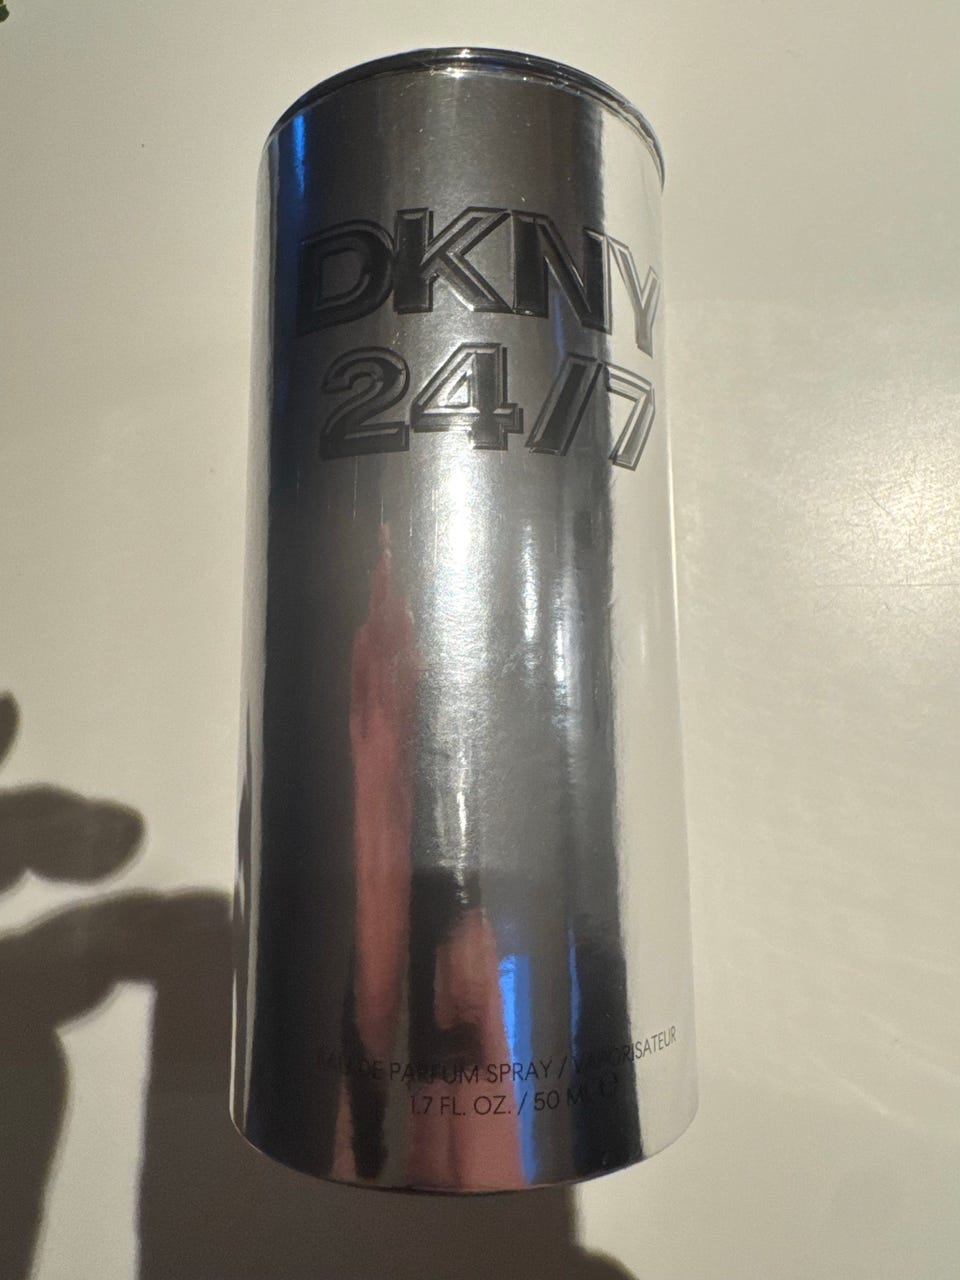 DKNY
24/7
EAU DE PARFUM SPRAY / VAPORISATEUR
1.7 FL. OZ. / 50 ML ℮